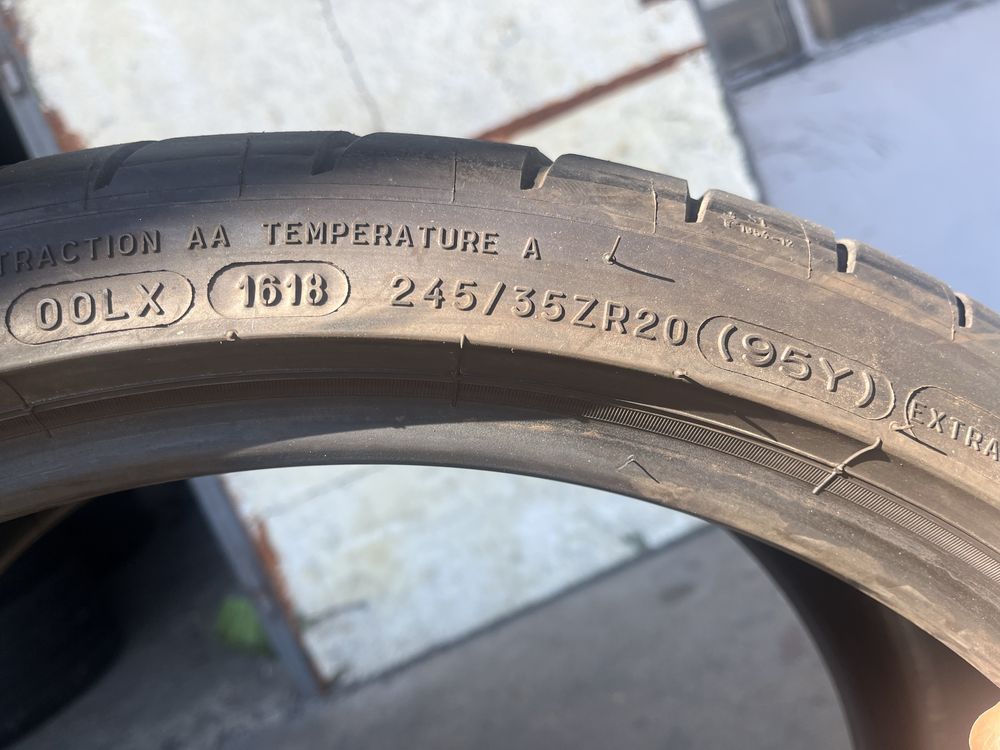 TRACTION AA TEMPERATURE A
00LX 1618 245/35ZR20 (95Y) EXTRA